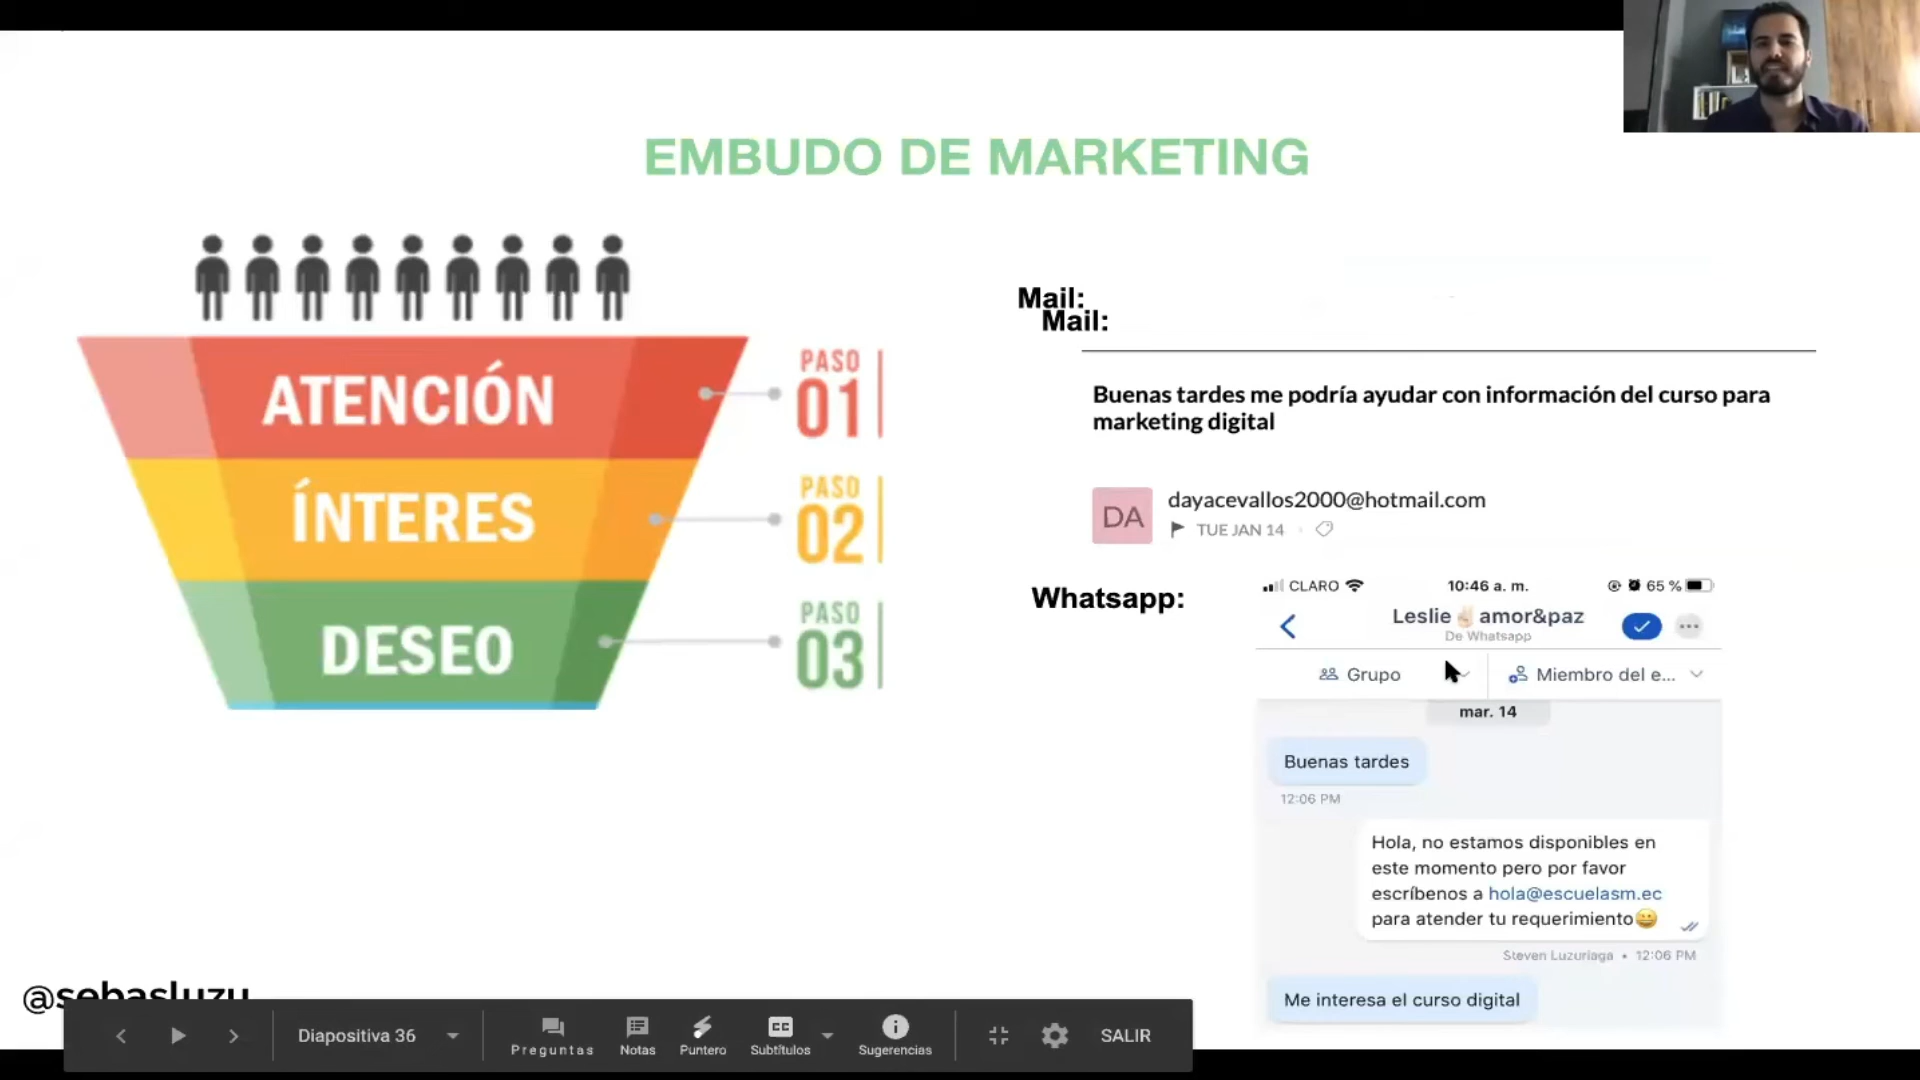 EMBUDO DE MARKETING
ATENCIÓN
PASO
01
ÍNTERES
PASO
02
DESEO
PASO
03
Mail:
Mail:
Buenas tardes me podría ayudar con información del curso para
marketing digital
DA
dayacevallos2000@hotmail.com
TUE JAN 14
Whatsapp:
CLARO 10:46 a. m. 65 %
Leslie✌🏻amor&paz
De Whatsapp
Grupo
Miembro del e...
mar. 14
Buenas tardes
12:06 PM
Hola, no estamos disponibles en
este momento pero por favor
escríbenos a hola@escuelasm.ec
para atender tu requerimiento😀
Steven Luzuriaga • 12:06 PM
Me interesa el curso digital
@sebasluzu
Diapositiva 36
Preguntas
Notas
Puntero
CC
Subtítulos
Sugerencias
SALIR